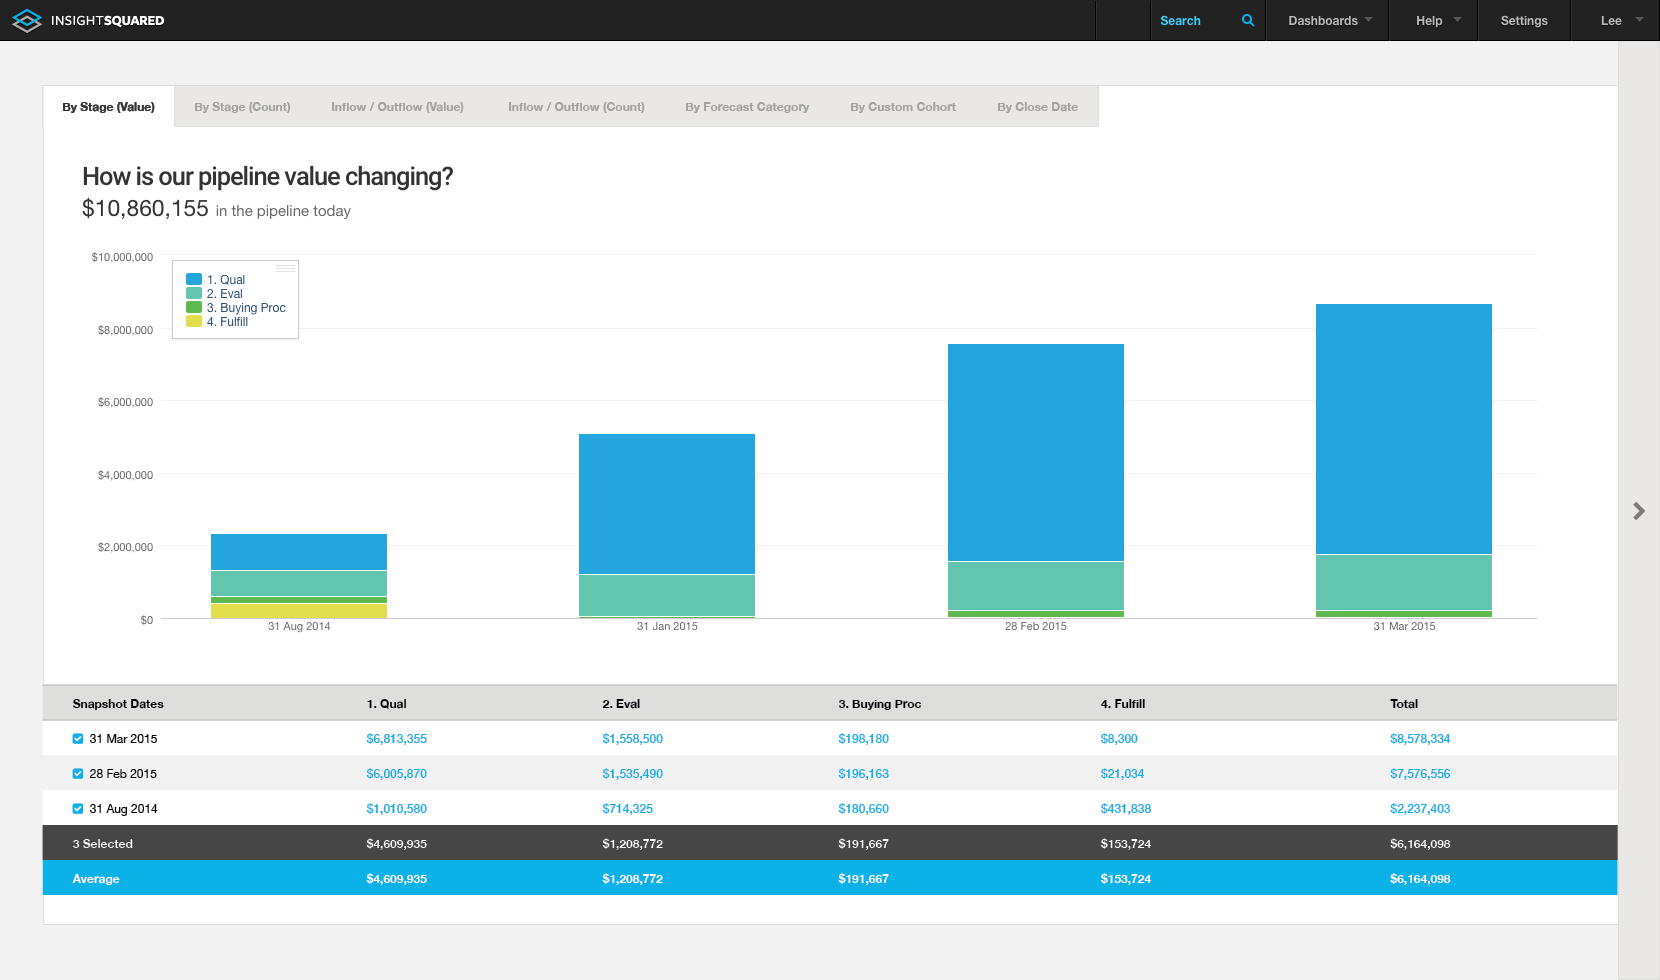 INSIGHTSQUARED Search Dashboards Help Settings Lee
By Stage (Value) By Stage (Count) Inflow / Outflow (Value) Inflow / Outflow (Count) By Forecast Category By Custom Cohort By Close Date
How is our pipeline value changing?
$10,860,155 in the pipeline today
$10,000,000
$8,000,000
$6,000,000
$4,000,000
$2,000,000
$0
1. Qual
2. Eval
3. Buying Proc
4. Fulfill
31 Aug 2014 31 Jan 2015 28 Feb 2015 31 Mar 2015
Snapshot Dates 1. Qual 2. Eval 3. Buying Proc 4. Fulfill Total
31 Mar 2015 $6,813,355 $1,558,500 $198,180 $8,300 $8,578,334
28 Feb 2015 $6,005,870 $1,535,490 $196,163 $21,034 $7,576,556
31 Aug 2014 $1,010,580 $714,325 $180,660 $431,838 $2,237,403
3 Selected $4,609,935 $1,208,772 $191,667 $153,724 $6,164,098
Average $4,609,935 $1,208,772 $191,667 $153,724 $6,164,098